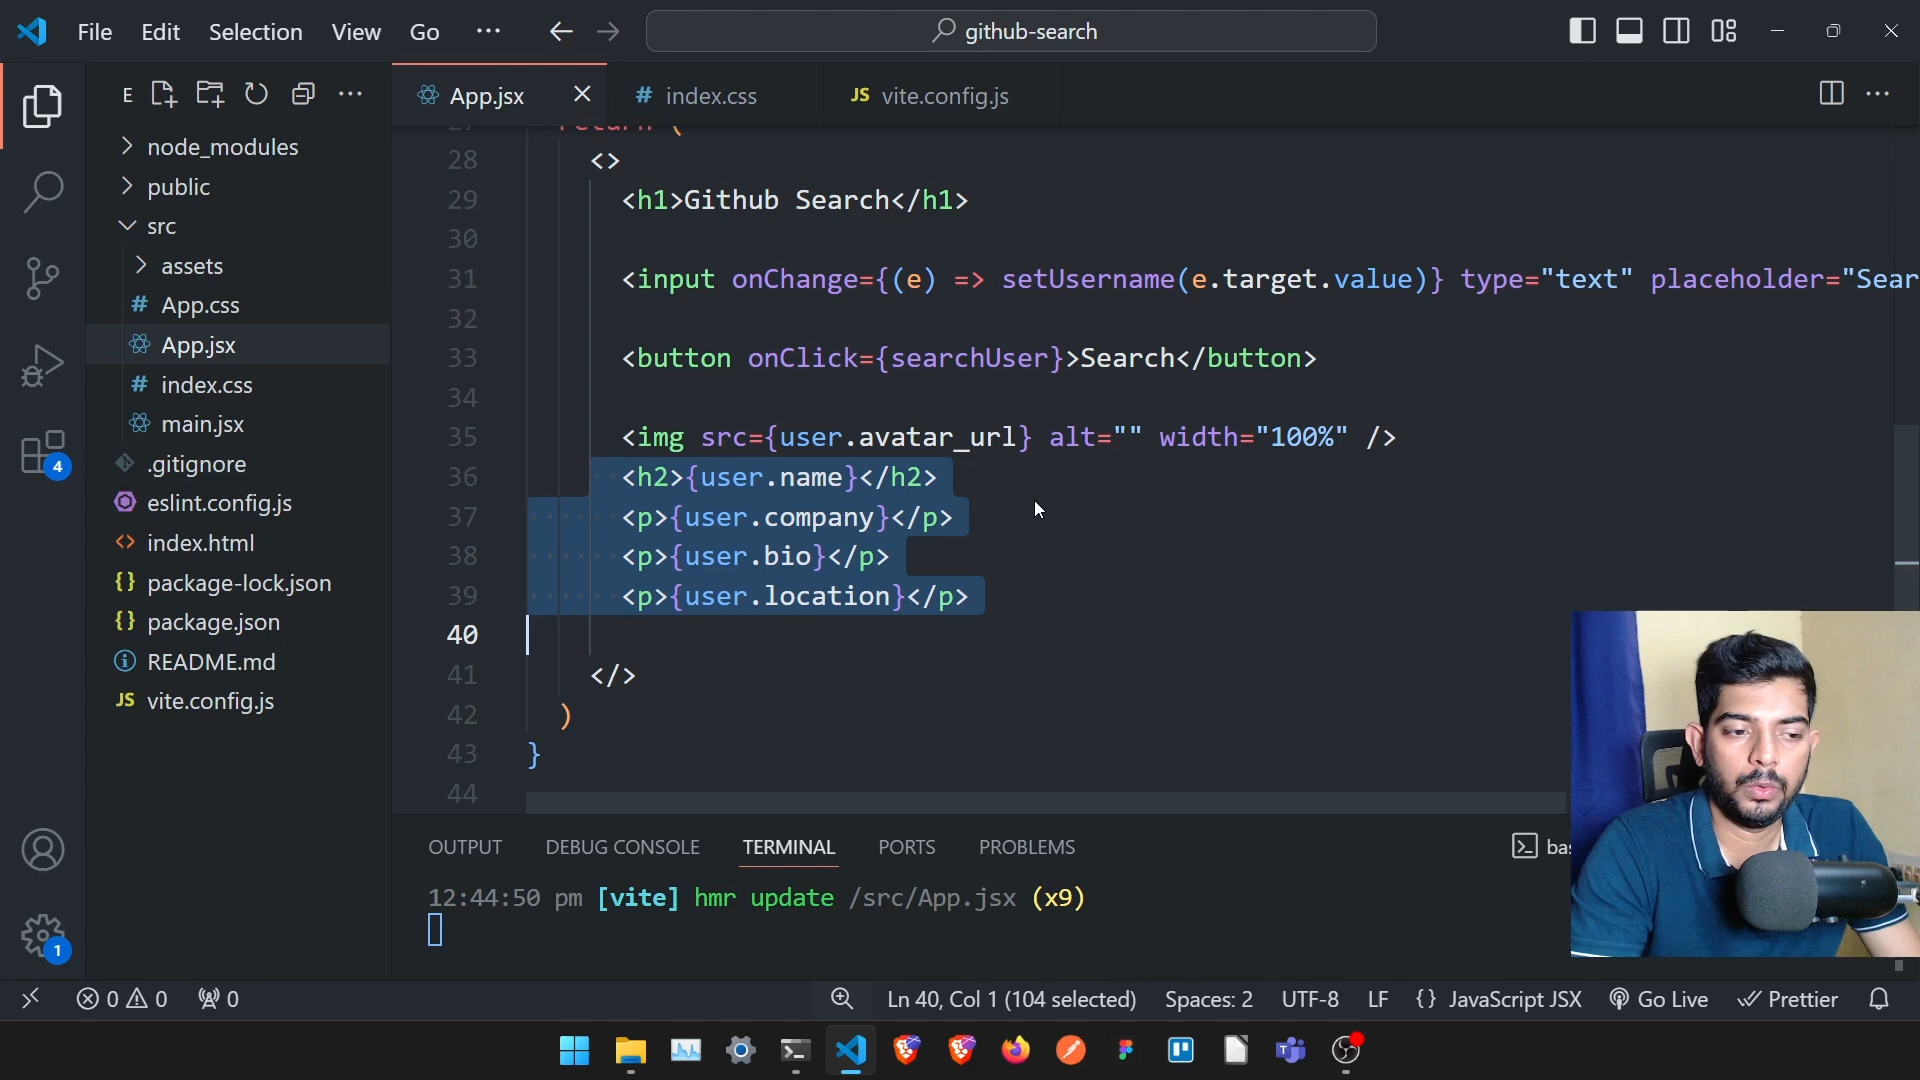 File Edit Selection View Go ··· github-search
E
App.jsx
# index.css
JS vite.config.js
node_modules
public
src
assets
# App.css
App.jsx
# index.css
main.jsx
.gitignore
eslint.config.js
<> index.html
{} package-lock.json
{} package.json
README.md
JS vite.config.js
4
1
28 <>
29 <h1>Github Search</h1>
30
31 <input onChange={(e) => setUsername(e.target.value)} type="text" placeholder="Sear
32
33 <button onClick={searchUser}>Search</button>
34
35 <img src={user.avatar_url} alt="" width="100%" />
36 <h2>{user.name}</h2>
37 <p>{user.company}</p>
38 <p>{user.bio}</p>
39 <p>{user.location}</p>
40
41 </>
42 )
43 }
44
OUTPUT DEBUG CONSOLE TERMINAL PORTS PROBLEMS
12:44:50 pm [vite] hmr update /src/App.jsx (x9)
0 0 0 Ln 40, Col 1 (104 selected) Spaces: 2 UTF-8 LF {} JavaScript JSX Go Live Prettier